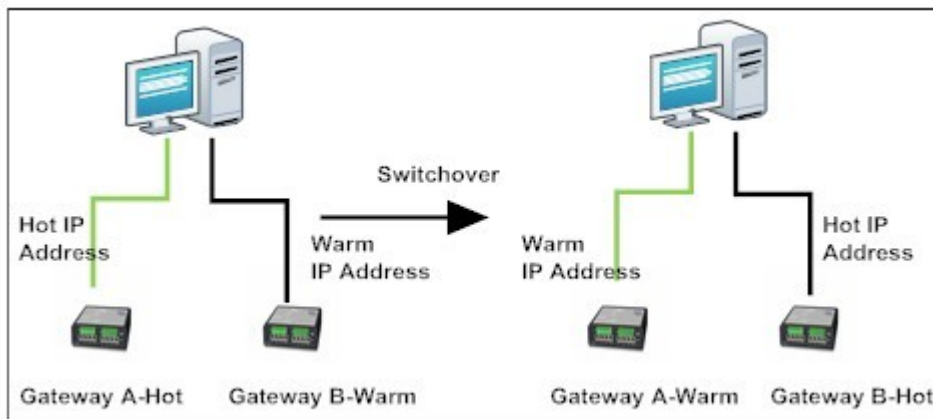 Switchover
Hot IP
Address
Warm
IP Address
Warm
IP Address
Hot IP
Address
Gateway A-Hot
Gateway B-Warm
Gateway A-Warm
Gateway B-Hot